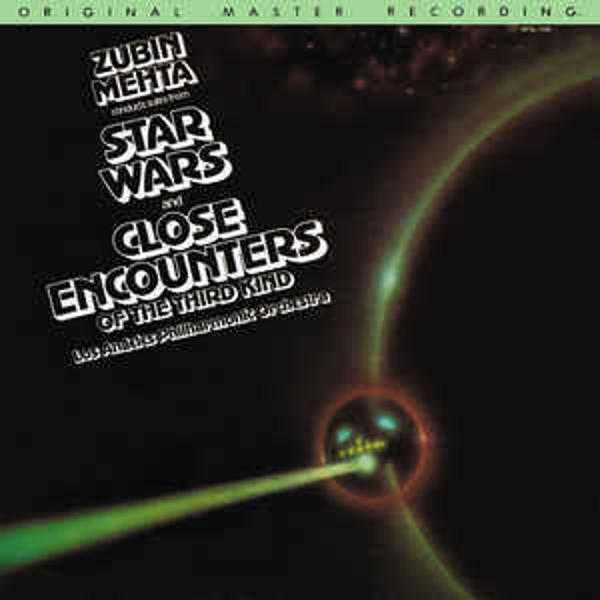 ORIGINAL MASTER RECORDING
ZUBIN
MEHTA
conducts suites from
STAR
WARS
and
CLOSE
ENCOUNTERS
OF THE THIRD KIND
Los Angeles Philharmonic Orchestra